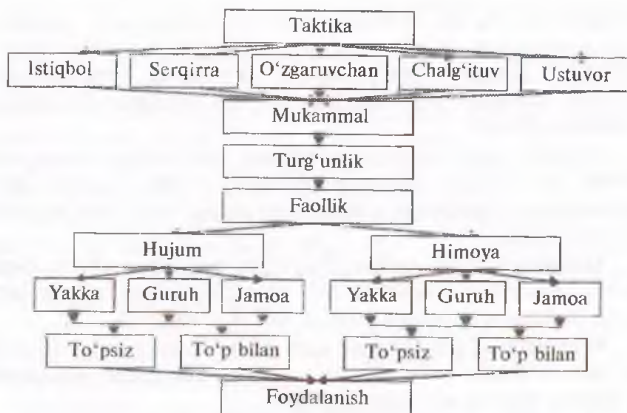 Taktika
Istiqbol Serqirra O‘zgaruvchan Chalg‘ituv Ustuvor
Mukammal
Turg‘unlik
Faollik
Hujum Himoya
Yakka Guruh Jamoa Yakka Guruh Jamoa
To‘psiz To‘p bilan To‘psiz To‘p bilan
Foydalanish